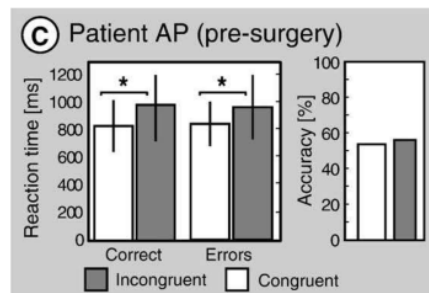 C Patient AP (pre-surgery)
Reaction time [ms]
1200
1000
800
600
400
200
0
*
*
Correct
Errors
Accuracy [%]
100
80
60
40
20
0
Incongruent
Congruent